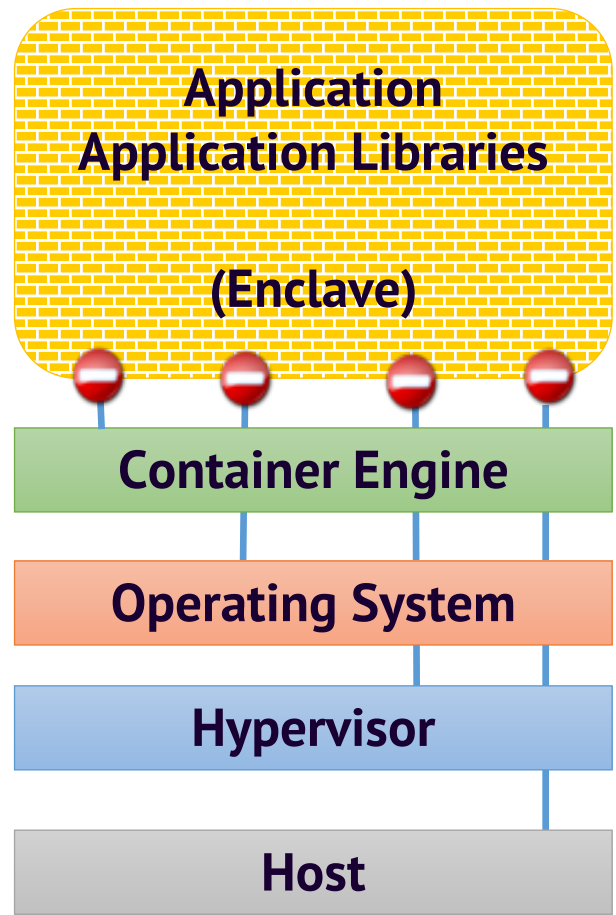 Application
Application Libraries
(Enclave)
Container Engine
Operating System
Hypervisor
Host